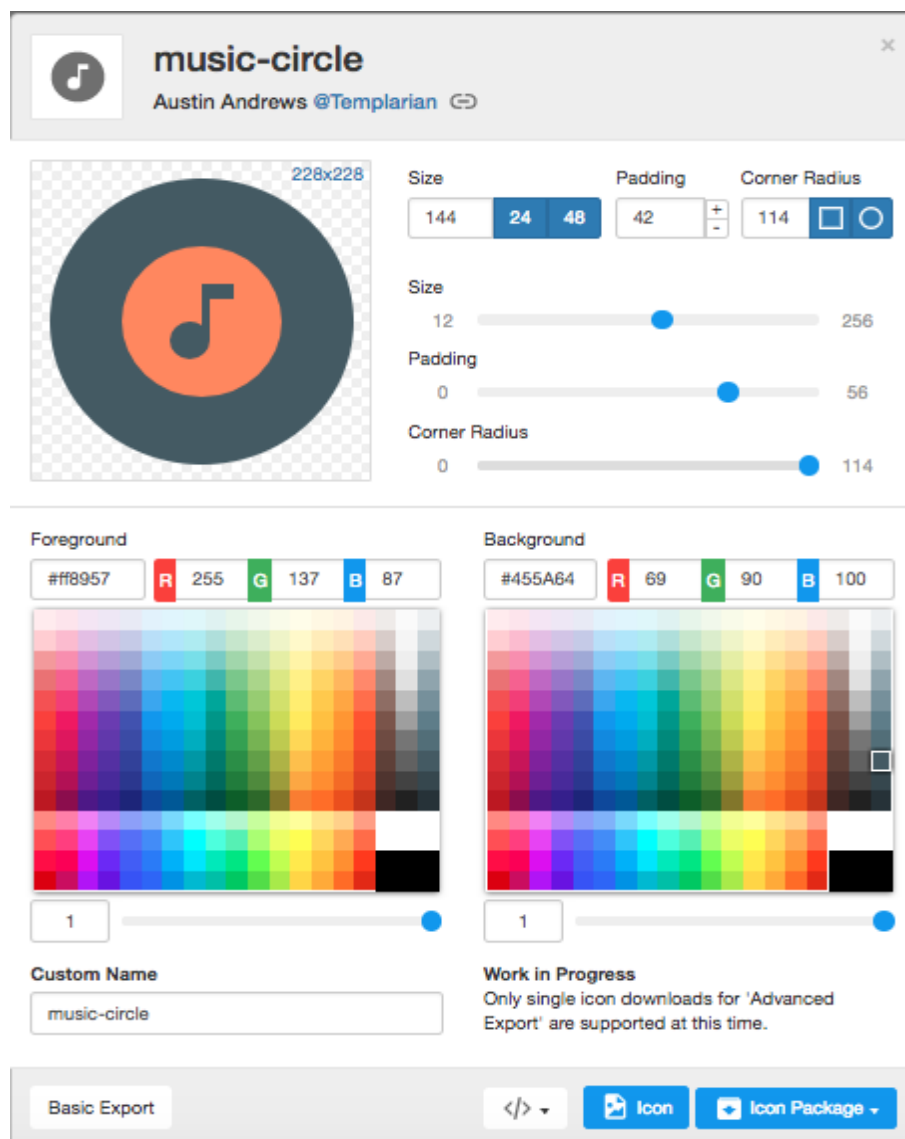 music-circle
×
Austin Andrews @Templarian
228x228
Size
Padding
Corner Radius
144
24
48
42
+
-
114
Size
12
256
Padding
0
56
Corner Radius
0
114
Foreground
Background
#ff8957
R
255
G
137
B
87
#455A64
R
69
G
90
B
100
1
1
Custom Name
music-circle
Work in Progress
Only single icon downloads for 'Advanced
Export' are supported at this time.
Basic Export
</>
Icon
Icon Package